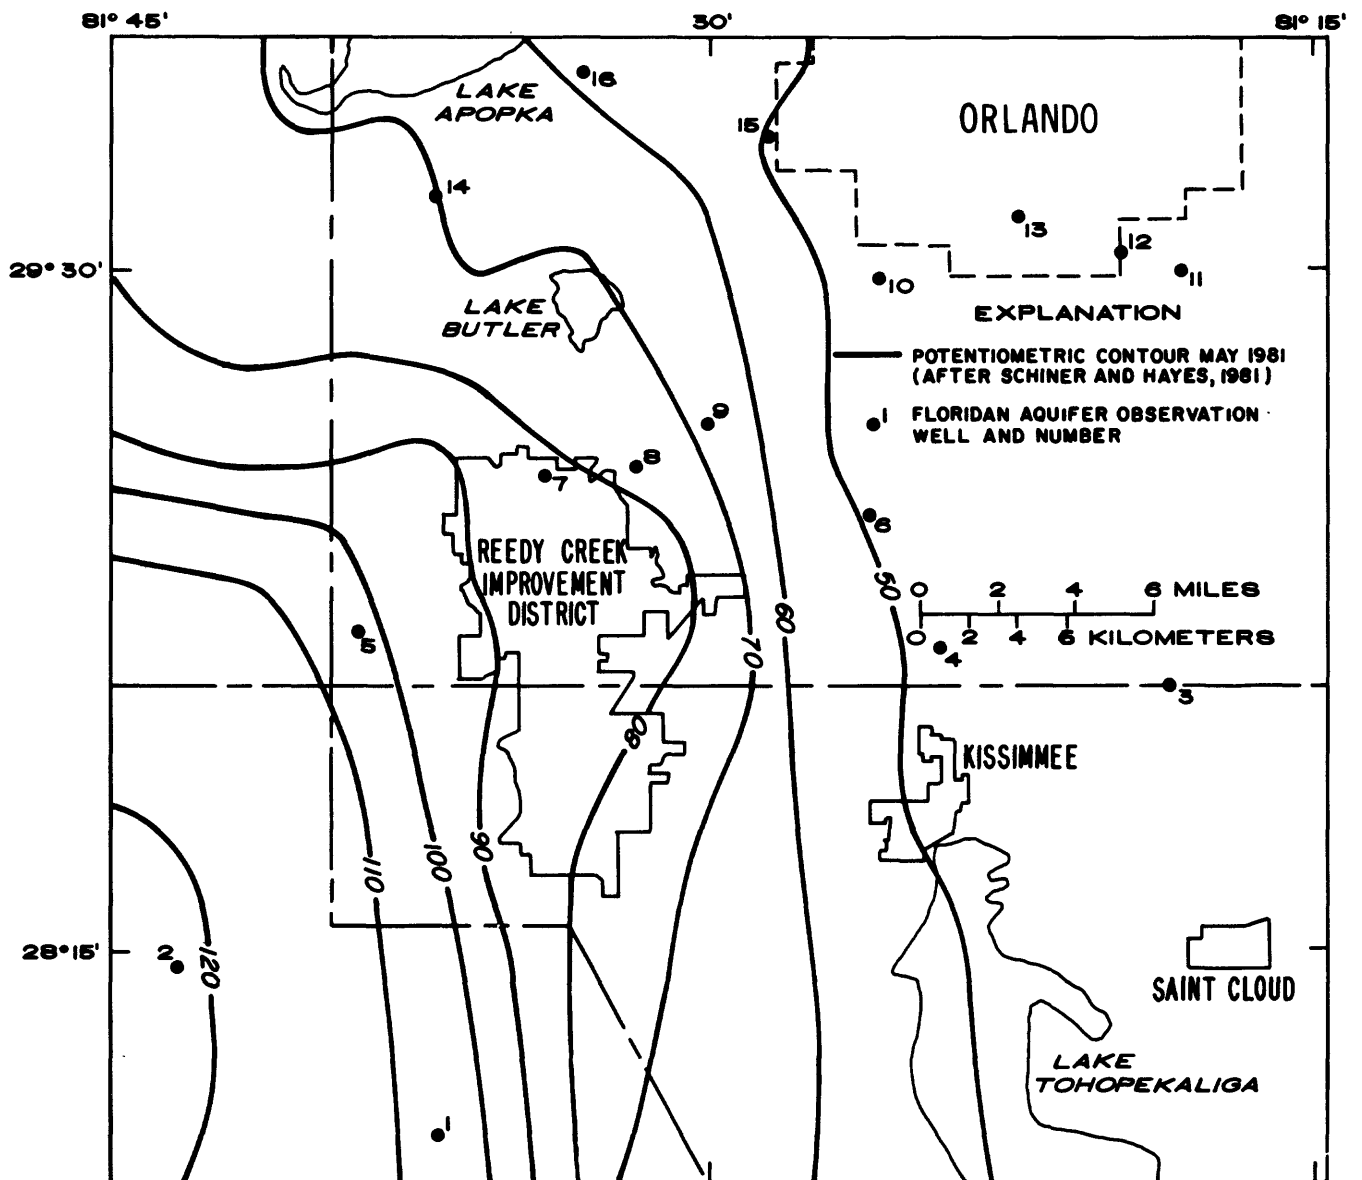 81° 45'
30'
81° 15'
16
LAKE
APOPKA
15
ORLANDO
14
13
12
29° 30'
10
11
LAKE
BUTLER
EXPLANATION
POTENTIOMETRIC CONTOUR MAY 1981
(AFTER SCHINER AND HAYES, 1981)
9
1 FLORIDAN AQUIFER OBSERVATION
WELL AND NUMBER
8
7
6
REEDY CREEK
IMPROVEMENT
DISTRICT
50
0 2 4 6 MILES
60
0 2 4 6 KILOMETERS
5
70
4
3
80
KISSIMMEE
110
100
90
28° 15'
2
120
SAINT CLOUD
LAKE
TOHOPEKALIGA
1